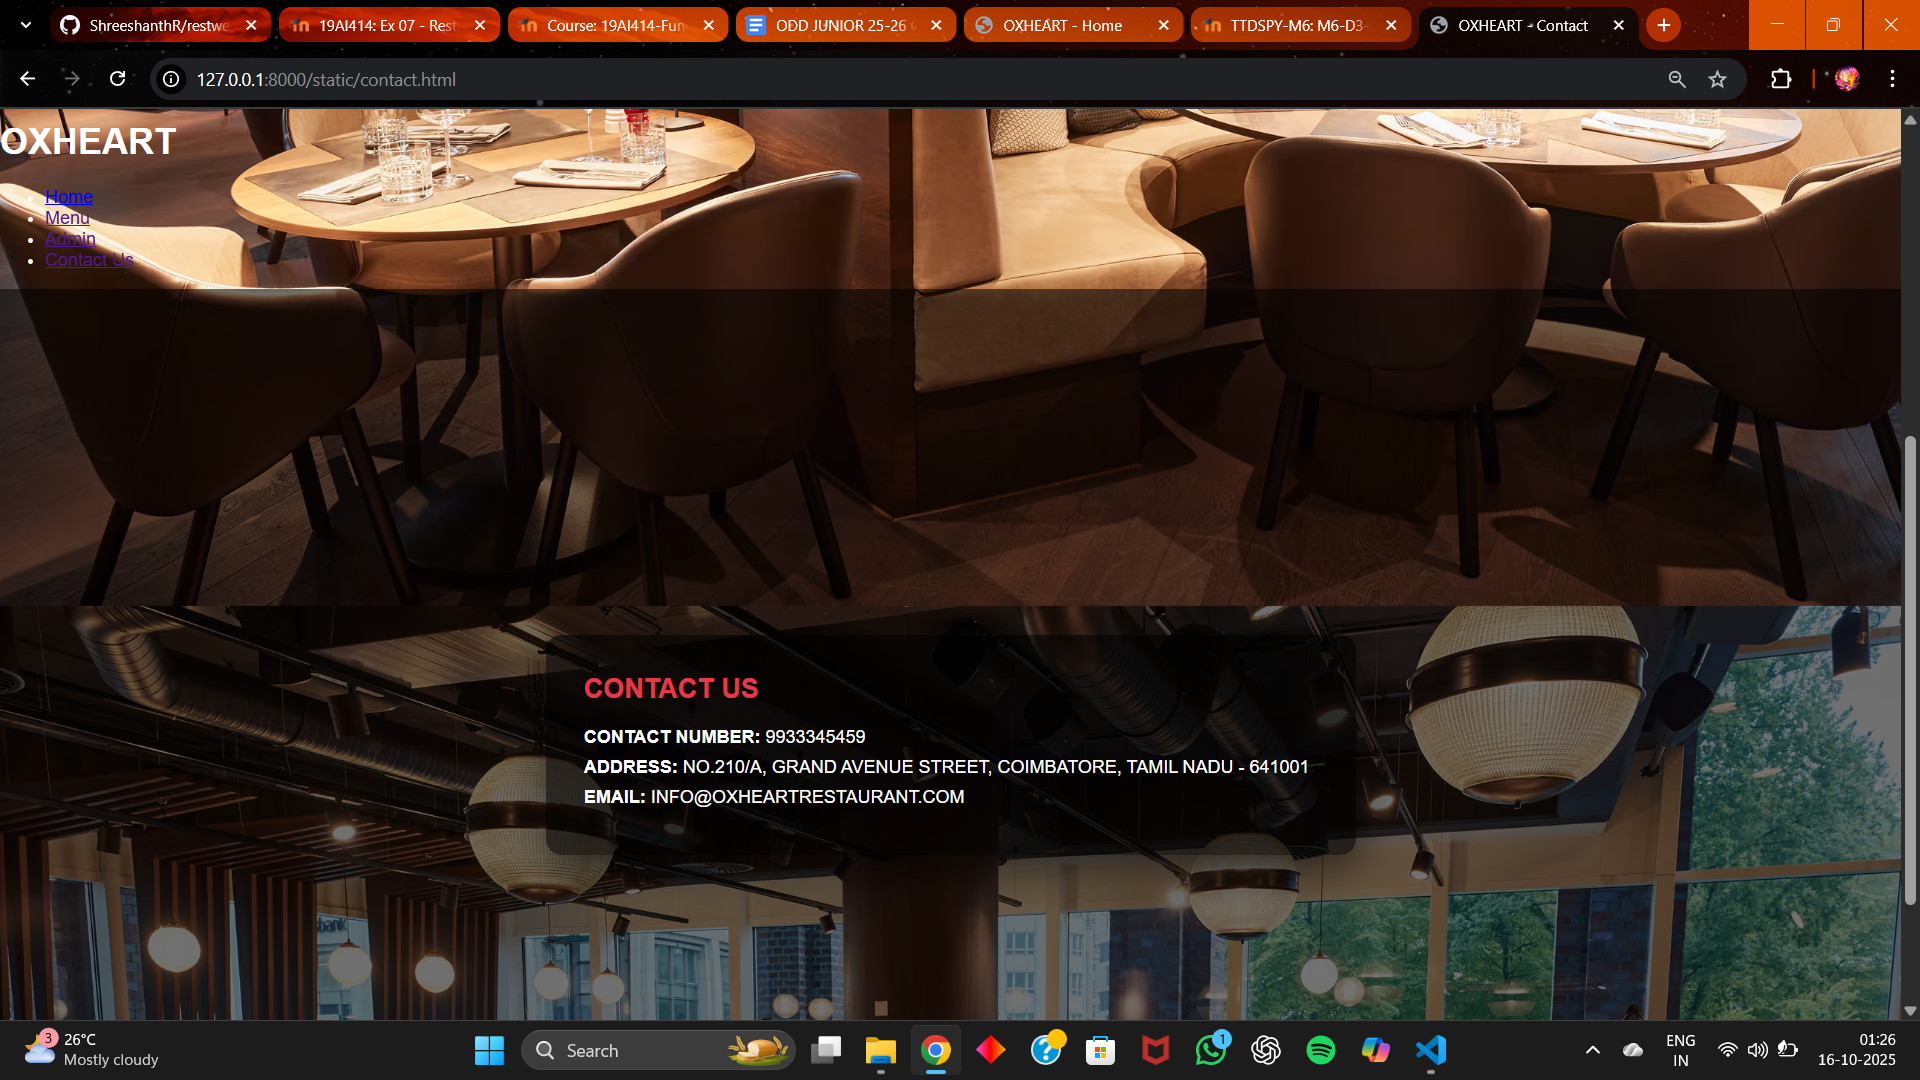 ShreeshanthR/restwe
19AI414: Ex 07 - Rest
Course: 19AI414-Fun
ODD JUNIOR 25-26
OXHEART - Home
TTDSPY-M6: M6-D3-
OXHEART - Contact
127.0.0.1:8000/static/contact.html
OXHEART
Home
Menu
Admin
Contact Us
CONTACT US
CONTACT NUMBER: 9933345459
ADDRESS: NO.210/A, GRAND AVENUE STREET, COIMBATORE, TAMIL NADU - 641001
EMAIL: INFO@OXHEARTRESTAURANT.COM
3
26°C
Mostly cloudy
Search
1
ENG
IN
01:26
16-10-2025